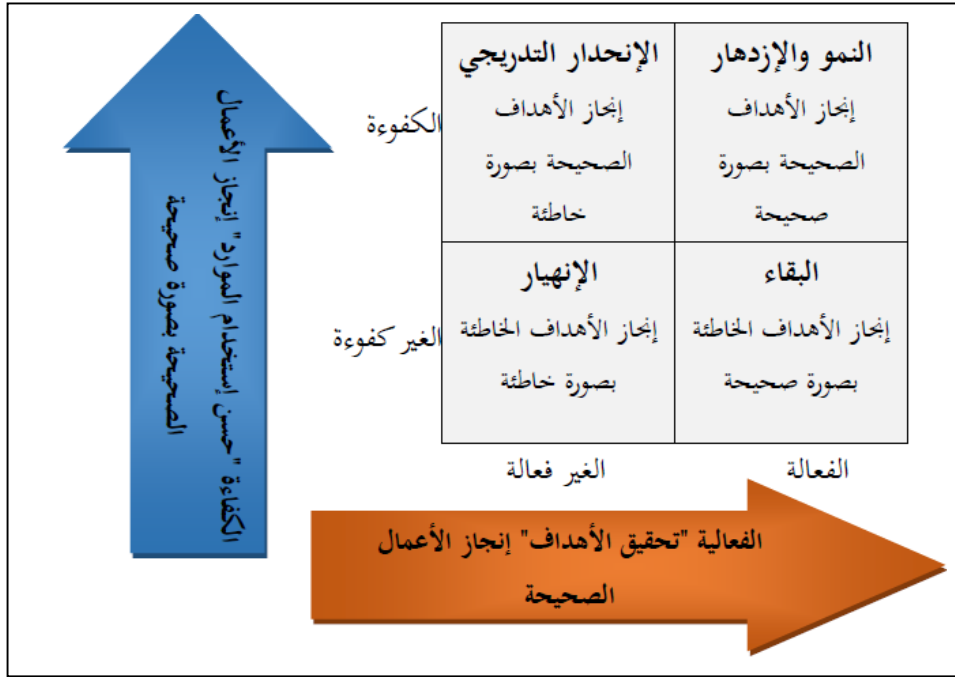 النمو والإزدهار
إنجاز الأهداف
الصحيحة بصورة
صحيحة
الإنحدار التدريجي
إنجاز الأهداف
الصحيحة بصورة
خاطئة
الكفوءة
البقاء
إنجاز الأهداف الخاطئة
بصورة صحيحة
الإنهيار
إنجاز الأهداف الخاطئة
بصورة خاطئة
الغير كفوءة
الفعالة
الغير فعالة
الكفاءة "حسن إستخدام الموارد" إنجاز الأعمال
الصحيحة بصورة صحيحة
الفعالية "تحقيق الأهداف" إنجاز الأعمال
الصحيحة